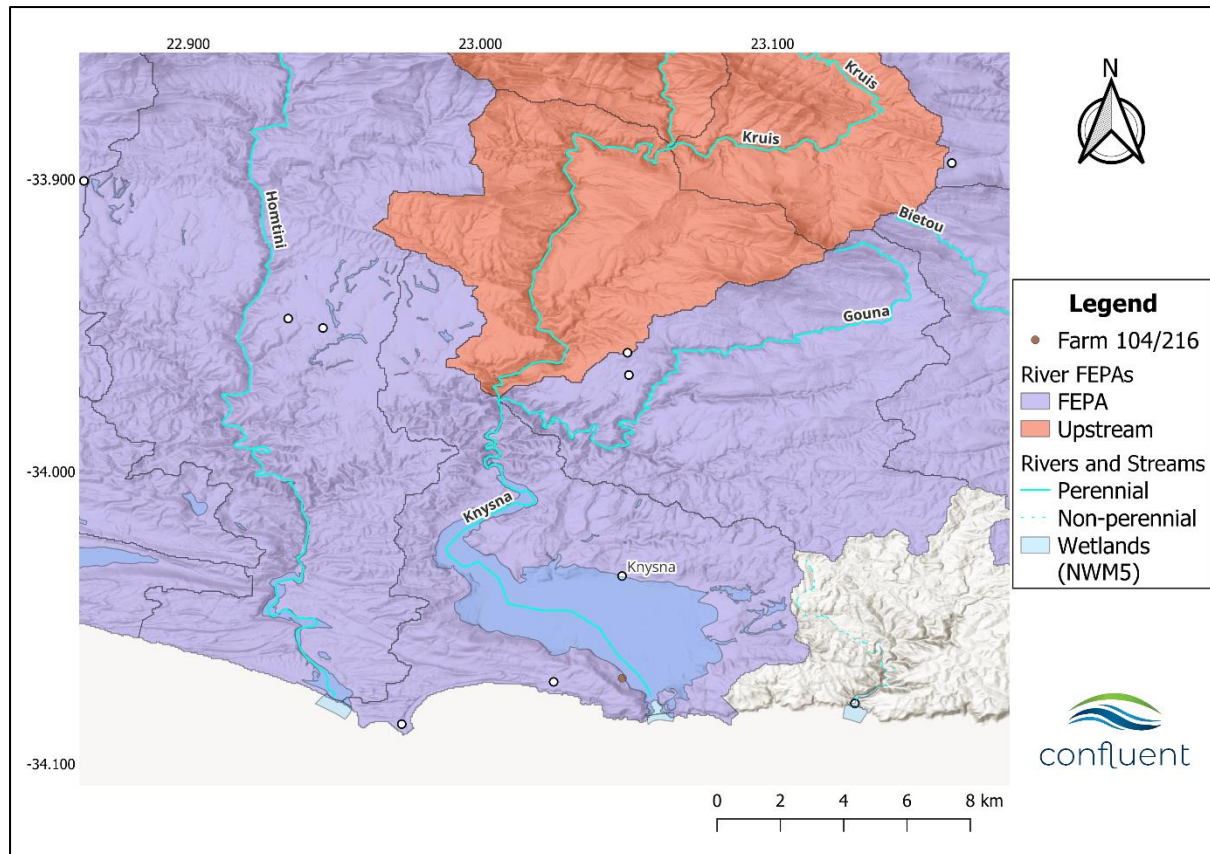 22.900
23.000
23.100
N
Kruis
Kruis
-33.900
Homtini
Bietou
Gouna
-34.000
Knysna
Knysna
-34.100
Legend
Farm 104/216
River FEPAs
FEPA
Upstream
Rivers and Streams
Perennial
Non-perennial
Wetlands
(NWM5)
confluent
0 2 4 6 8 km